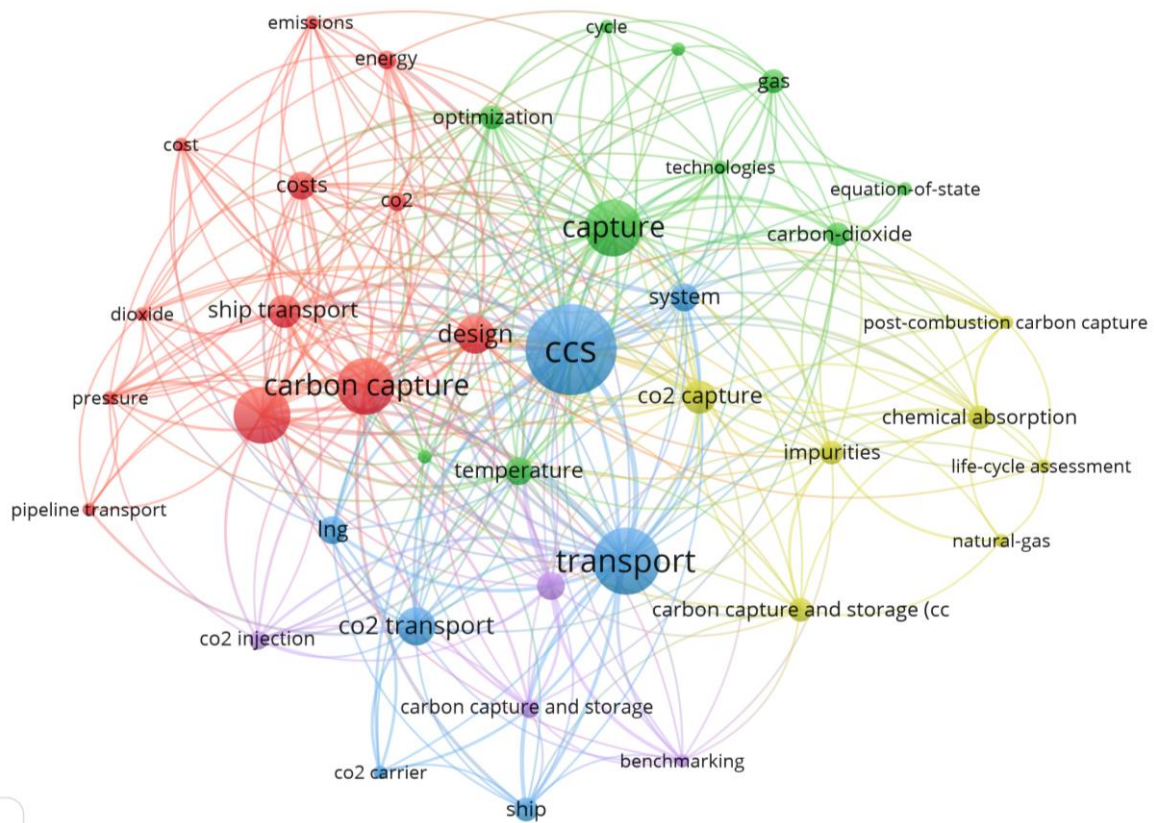 emissions
cycle
energy
gas
optimization
cost
technologies
costs
equation-of-state
co2
capture
carbon-dioxide
system
ship transport
dioxide
post-combustion carbon capture
design
ccs
carbon capture
co2 capture
pressure
chemical absorption
impurities
life-cycle assessment
temperature
pipeline transport
lng
natural-gas
transport
carbon capture and storage (cc
co2 transport
co2 injection
carbon capture and storage
benchmarking
co2 carrier
ship